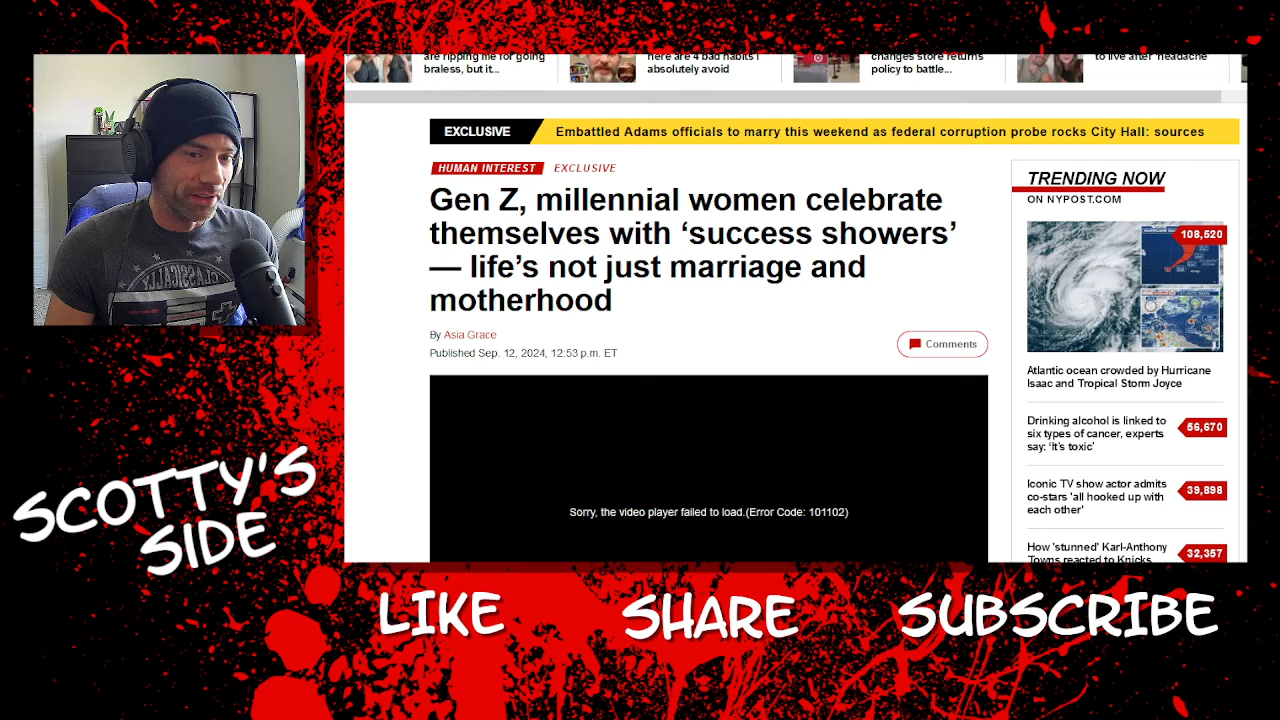 are ripping me for going
braless, but it...
here are 4 bad habits I
absolutely avoid
changes store returns
policy to battle...
to live after 'headache'
EXCLUSIVE
Embattled Adams officials to marry this weekend as federal corruption probe rocks City Hall: sources
HUMAN INTEREST EXCLUSIVE
Gen Z, millennial women celebrate
themselves with ‘success showers’
— life’s not just marriage and
motherhood
By Asia Grace
Published Sep. 12, 2024, 12:53 p.m. ET
Comments
Sorry, the video player failed to load.(Error Code: 101102)
TRENDING NOW
ON NYPOST.COM
108,520
Atlantic ocean crowded by Hurricane
Isaac and Tropical Storm Joyce
Drinking alcohol is linked to
six types of cancer, experts
say: 'It's toxic'
56,670
Iconic TV show actor admits
co-stars 'all hooked up with
each other'
39,898
How 'stunned' Karl-Anthony
Towns reacted to Knicks
32,357
CLASSICALLY
SCOTTY'S
SIDE
LIKE
SHARE
SUBSCRIBE